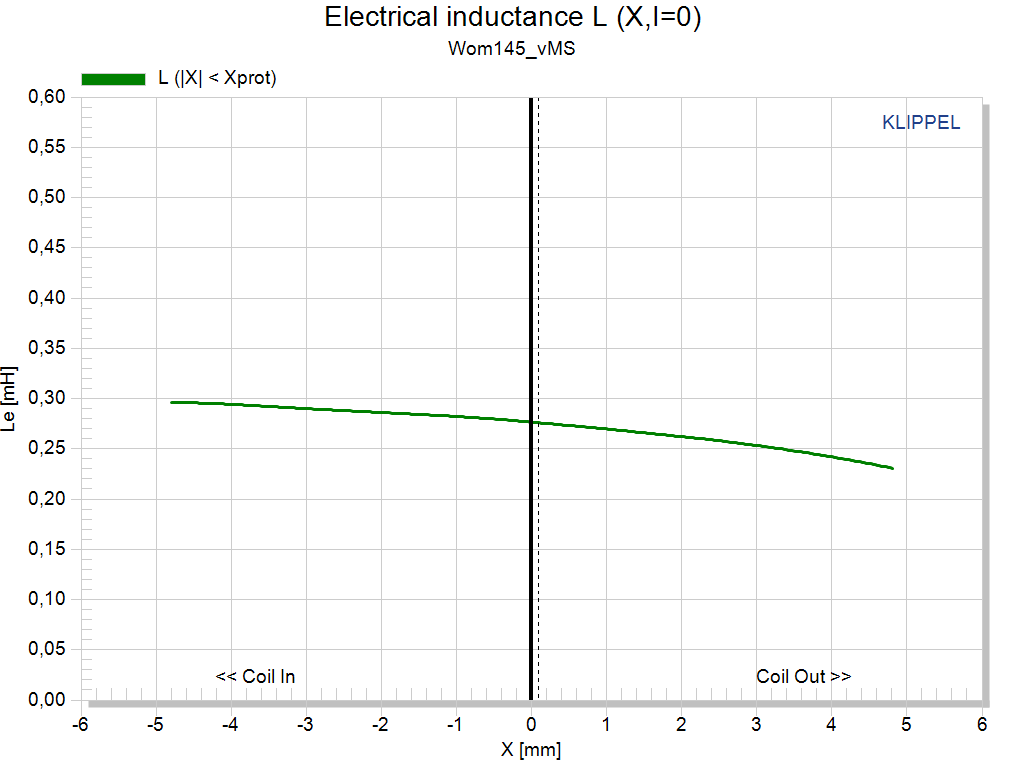 Electrical inductance L (X,I=0)
Wom145_vMS
L (|X| < Xprot)
KLIPPEL
0,60
0,55
0,50
0,45
0,40
0,35
0,30
0,25
0,20
0,15
0,10
0,05
0,00
Le [mH]
<< Coil In
Coil Out >>
-6 -5 -4 -3 -2 -1 0 1 2 3 4 5 6
X [mm]